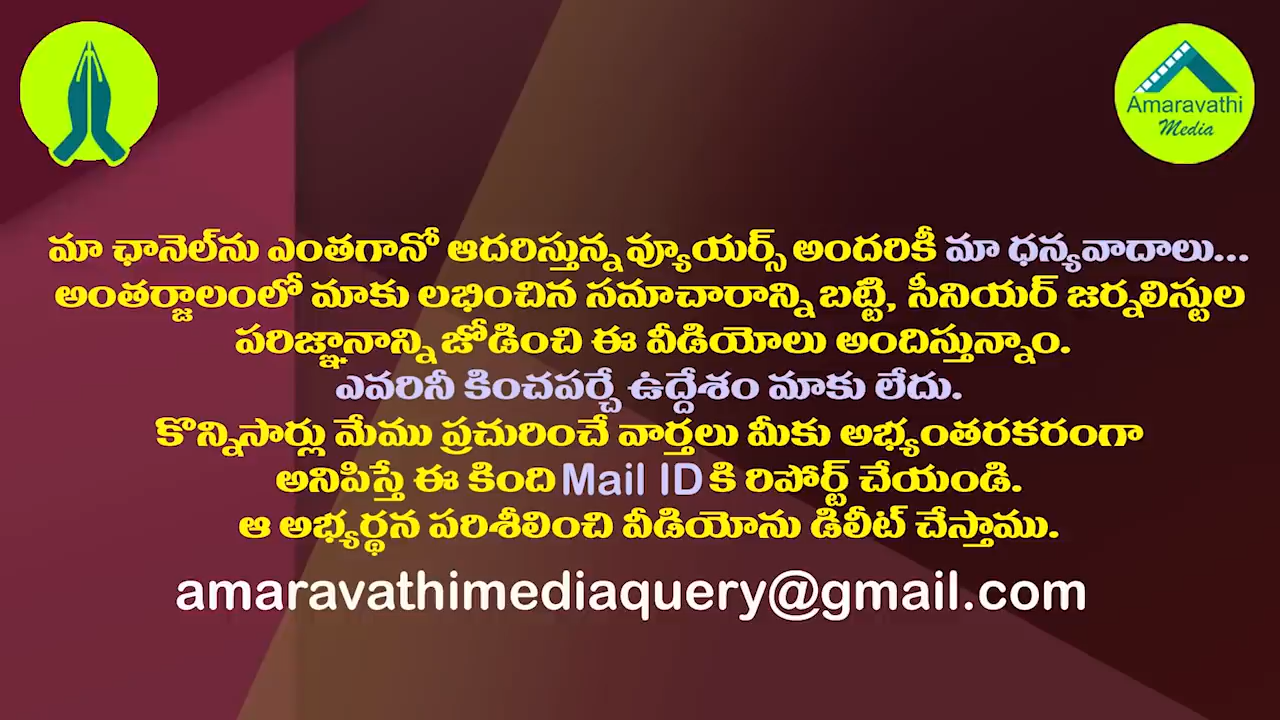 Amaravathi
Media
మా ఛానెల్‌ను ఎంతగానో ఆదరిస్తున్న వ్యూయర్స్ అందరికీ మా ధన్యవాదాలు...
అంతర్జాలంలో మాకు లభించిన సమాచారాన్ని బట్టి, సీనియర్ జర్నలిస్టుల
పరిజ్ఞానాన్ని జోడించి ఈ వీడియోలు అందిస్తున్నాం.
ఎవరినీ కించపర్చే ఉద్దేశం మాకు లేదు.
కొన్నిసార్లు మేము ప్రచురించే వార్తలు మీకు అభ్యంతరకరంగా
అనిపిస్తే ఈ కింది Mail ID కి రిపోర్ట్ చేయండి.
ఆ అభ్యర్థన పరిశీలించి వీడియోను డిలీట్ చేస్తాము.
amaravathimediaquery@gmail.com